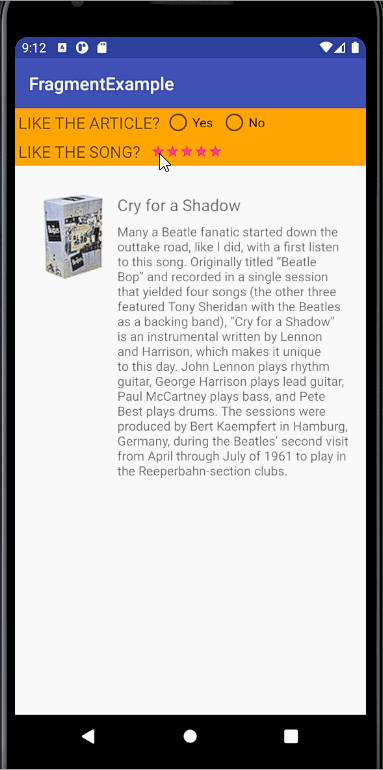 9:12
FragmentExample
LIKE THE ARTICLE? Yes No
LIKE THE SONG?
Cry for a Shadow
Many a Beatle fanatic started down the
outtake road, like I did, with a first listen
to this song. Originally titled “Beatle
Bop” and recorded in a single session
that yielded four songs (the other three
featured Tony Sheridan with the Beatles
as a backing band), “Cry for a Shadow”
is an instrumental written by Lennon
and Harrison, which makes it unique
to this day. John Lennon plays rhythm
guitar, George Harrison plays lead guitar,
Paul McCartney plays bass, and Pete
Best plays drums. The sessions were
produced by Bert Kaempfert in Hamburg,
Germany, during the Beatles’ second visit
from April through July of 1961 to play in
the Reeperbahn-section clubs.